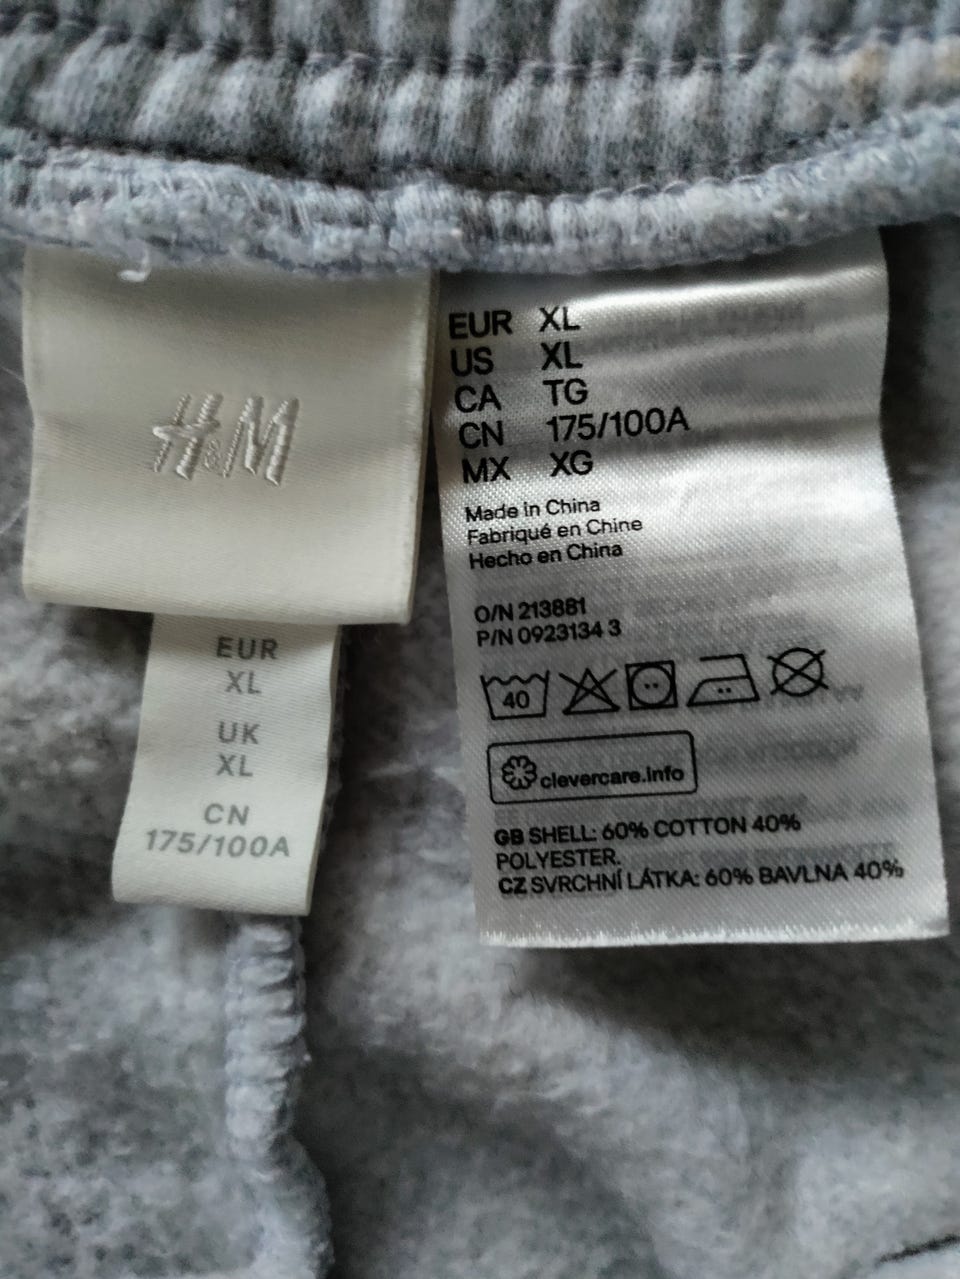 H&M
EUR
XL
UK
XL
CN
175/100A
EUR XL
US XL
CA TG
CN 175/100A
MX XG
Made in China
Fabriqué en Chine
Hecho en China
O/N 213881
P/N 0923134 3
40
clevercare.info
GB SHELL: 60% COTTON 40%
POLYESTER.
CZ SVRCHNÍ LÁTKA: 60% BAVLNA 40%